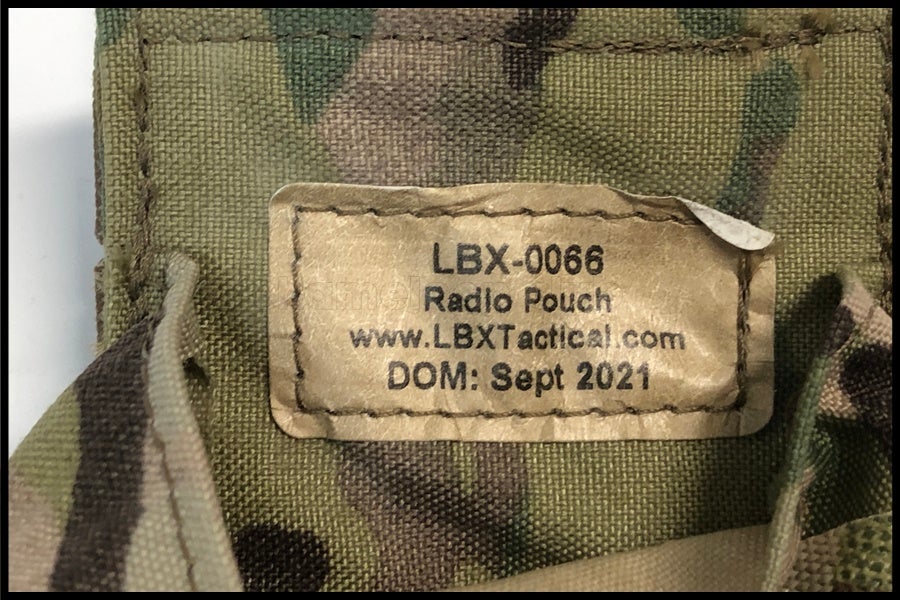 LBX-0066
Radio Pouch
www.LBXTactical.com
DOM: Sept 2021